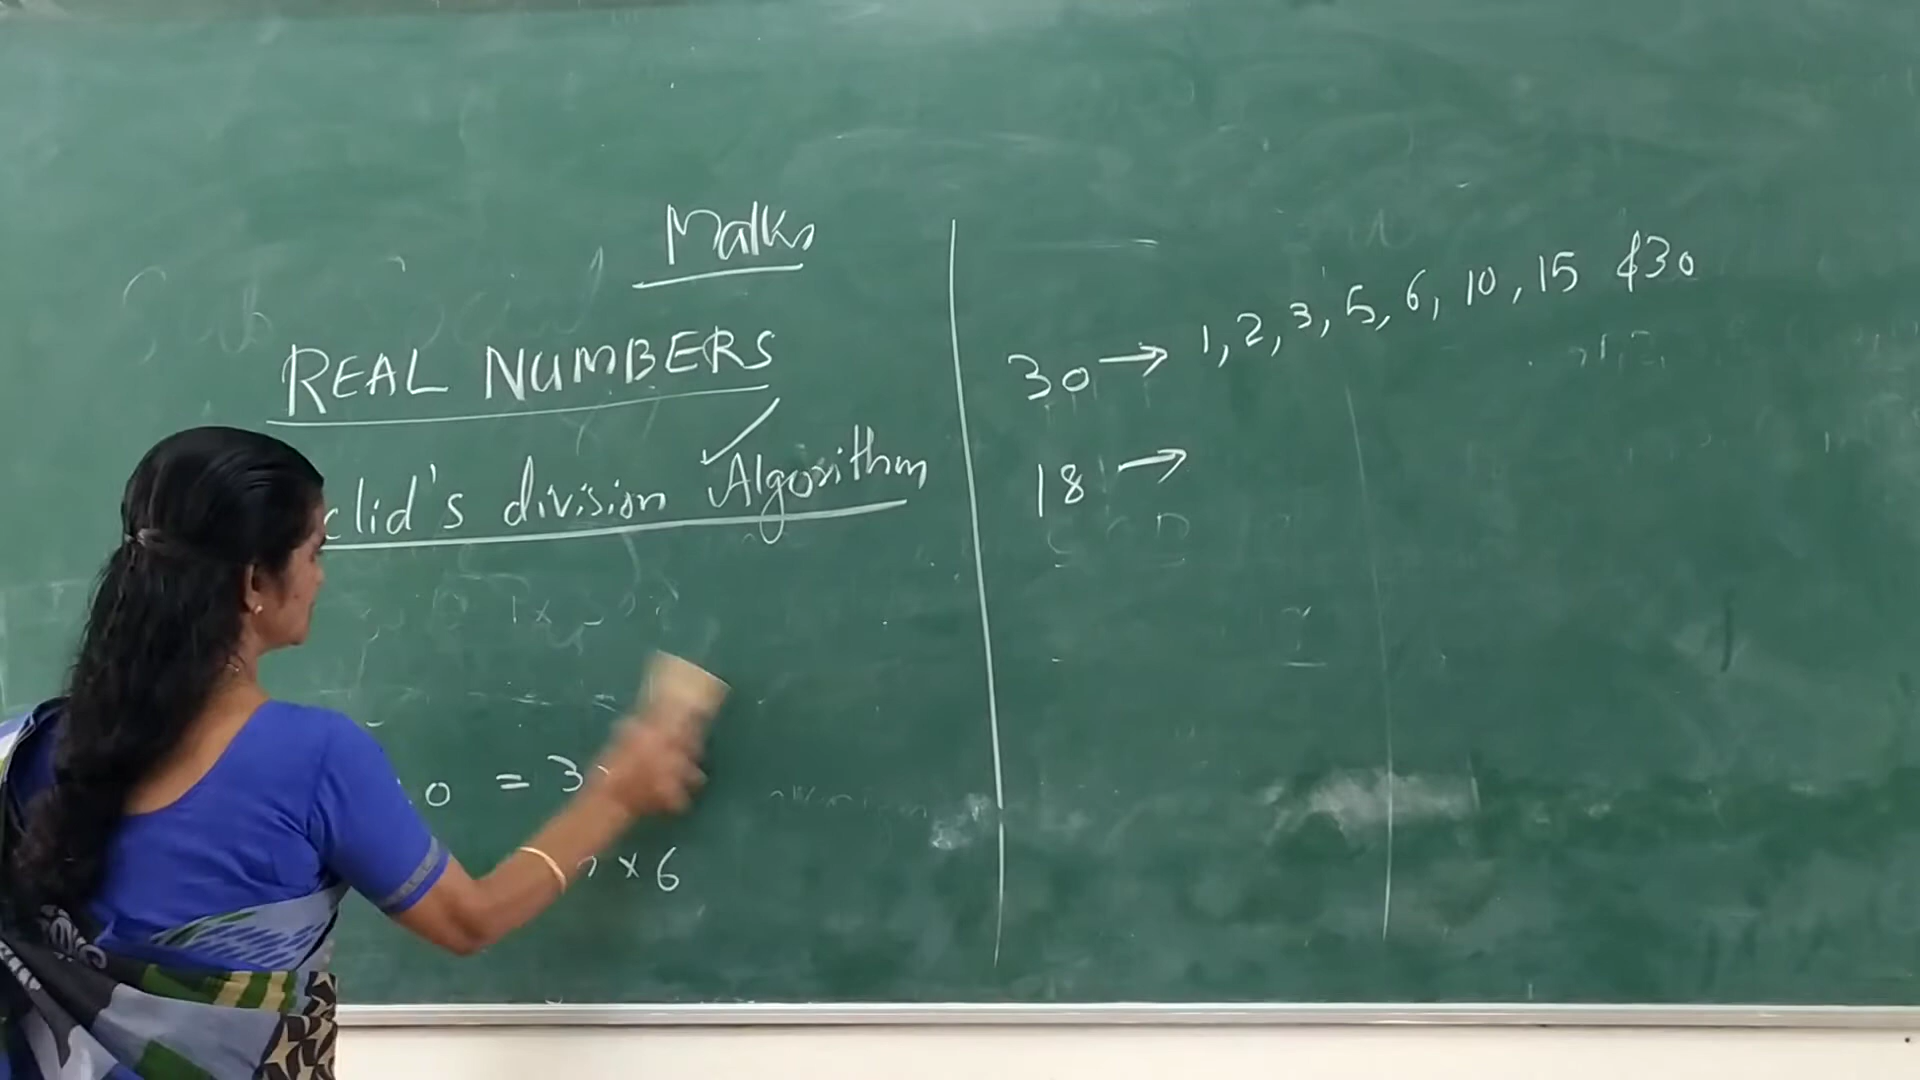 Maths
REAL NUMBERS
clid's division Algorithm
0 = 3
× 6
30 → 1, 2, 3, 5, 6, 10, 15 & 30
18 →